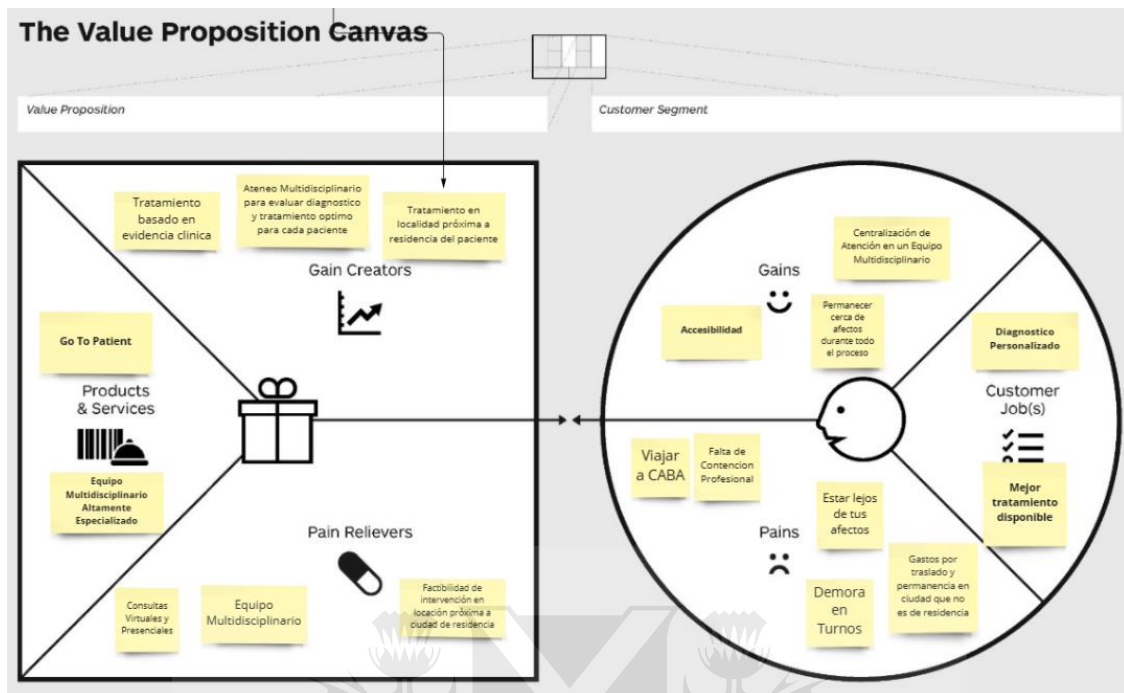 The Value Proposition Canvas
Value Proposition
Customer Segment
Tratamiento
basado en
evidencia clinica
Ateneo Multidisciplinario
para evaluar diagnostico
y tratamiento optimo
para cada paciente
Tratamiento en
localidad próxima a
residencia del paciente
Gain Creators
Go To Patient
Products
& Services
Equipo
Multidisciplinario
Altamente
Especializado
Pain Relievers
Consultas
Virtuales y
Presenciales
Equipo
Multidisciplinario
Factibilidad de
intervención en
locación próxima a
ciudad de residencia
Centralización de
Atención en un Equipo
Multidisciplinario
Gains
Accesibilidad
Permanecer
cerca de
afectos
durante todo
el proceso
Diagnostico
Personalizado
Customer
Job(s)
Mejor
tratamiento
disponible
Viajar
a CABA
Falta de
Contencion
Profesional
Estar lejos
de tus
afectos
Pains
Demora
en
Turnos
Gastos por
traslado y
permanencia en
ciudad que no
es de residencia